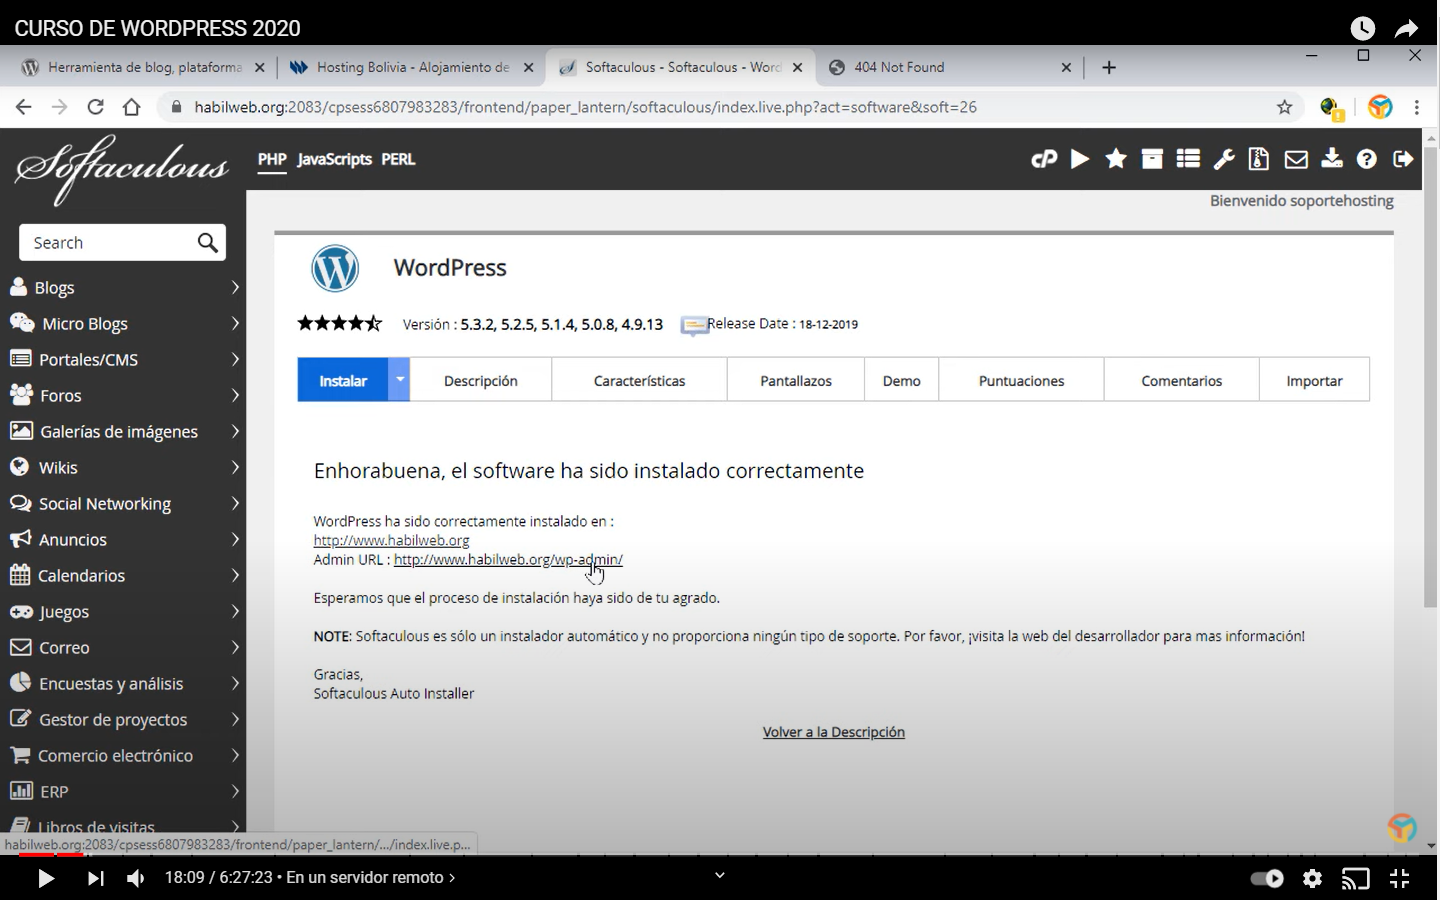 CURSO DE WORDPRESS 2020
Herramienta de blog, plataforma
Hosting Bolivia - Alojamiento de
Softaculous - Softaculous - Word
404 Not Found
habilweb.org:2083/cpsess6807983283/frontend/paper_lantern/softaculous/index.live.php?act=software&soft=26
Softaculous
PHP JavaScripts PERL
cP
Bienvenido soportehosting
Search
Blogs
Micro Blogs
Portales/CMS
Foros
Galerías de imágenes
Wikis
Social Networking
Anuncios
Calendarios
Juegos
Correo
Encuestas y análisis
Gestor de proyectos
Comercio electrónico
ERP
Libros de visitas
WordPress
Versión : 5.3.2, 5.2.5, 5.1.4, 5.0.8, 4.9.13 Release Date : 18-12-2019
Instalar Descripción Características Pantallazos Demo Puntuaciones Comentarios Importar
Enhorabuena, el software ha sido instalado correctamente
WordPress ha sido correctamente instalado en :
http://www.habilweb.org
Admin URL : http://www.habilweb.org/wp-admin/
Esperamos que el proceso de instalación haya sido de tu agrado.
NOTE: Softaculous es sólo un instalador automático y no proporciona ningún tipo de soporte. Por favor, ¡visita la web del desarrollador para mas información!
Gracias,
Softaculous Auto Installer
Volver a la Descripción
habilweb.org:2083/cpsess6807983283/frontend/paper_lantern/.../index.live.p...
18:09 / 6:27:23 • En un servidor remoto